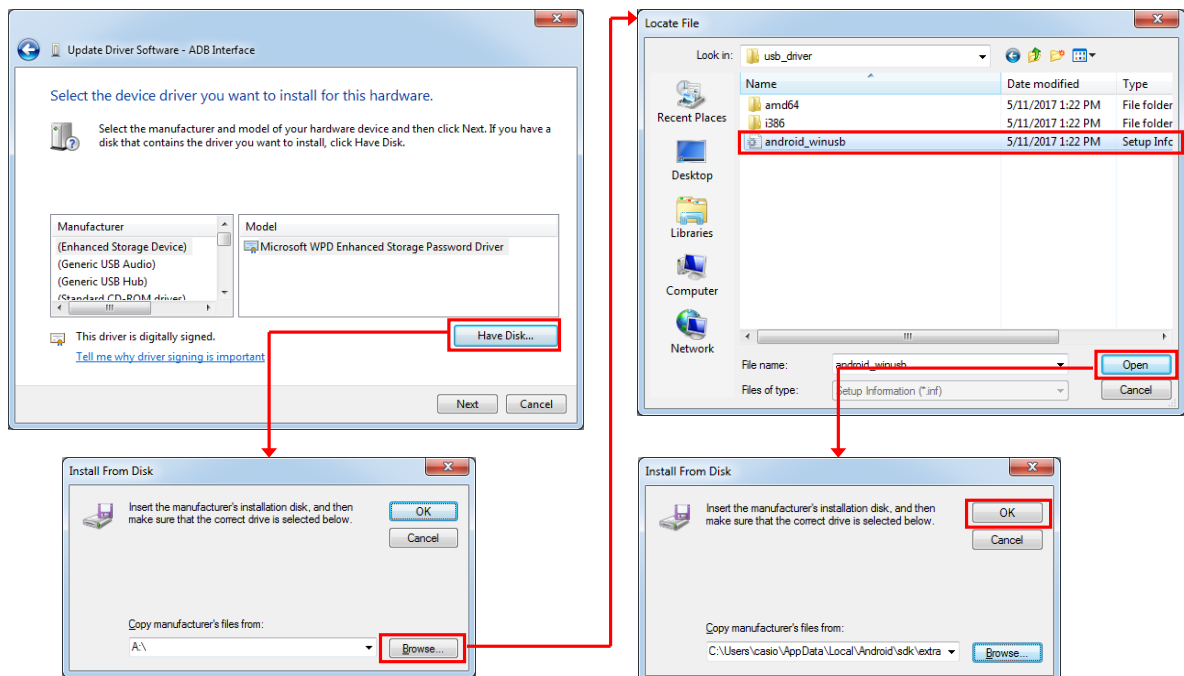 Update Driver Software - ADB Interface
Select the device driver you want to install for this hardware.
Select the manufacturer and model of your hardware device and then click Next. If you have a
disk that contains the driver you want to install, click Have Disk.
Manufacturer
(Enhanced Storage Device)
(Generic USB Audio)
(Generic USB Hub)
(Standard CD-ROM drives)
Model
Microsoft WPD Enhanced Storage Password Driver
This driver is digitally signed.
Tell me why driver signing is important
Have Disk...
Next
Cancel
Install From Disk
Insert the manufacturer's installation disk, and then
make sure that the correct drive is selected below.
OK
Cancel
Copy manufacturer's files from:
A:\
Browse...
Locate File
Look in:
usb_driver
Recent Places
Desktop
Libraries
Computer
Network
Name
Date modified
Type
amd64
5/11/2017 1:22 PM
File folder
i386
5/11/2017 1:22 PM
File folder
android_winusb
5/11/2017 1:22 PM
Setup Infc
File name:
android_winusb
Open
Files of type:
Setup Information (*.inf)
Cancel
Install From Disk
Insert the manufacturer's installation disk, and then
make sure that the correct drive is selected below.
OK
Cancel
Copy manufacturer's files from:
C:\Users\casio\AppData\Local\Android\sdk\extra
Browse...